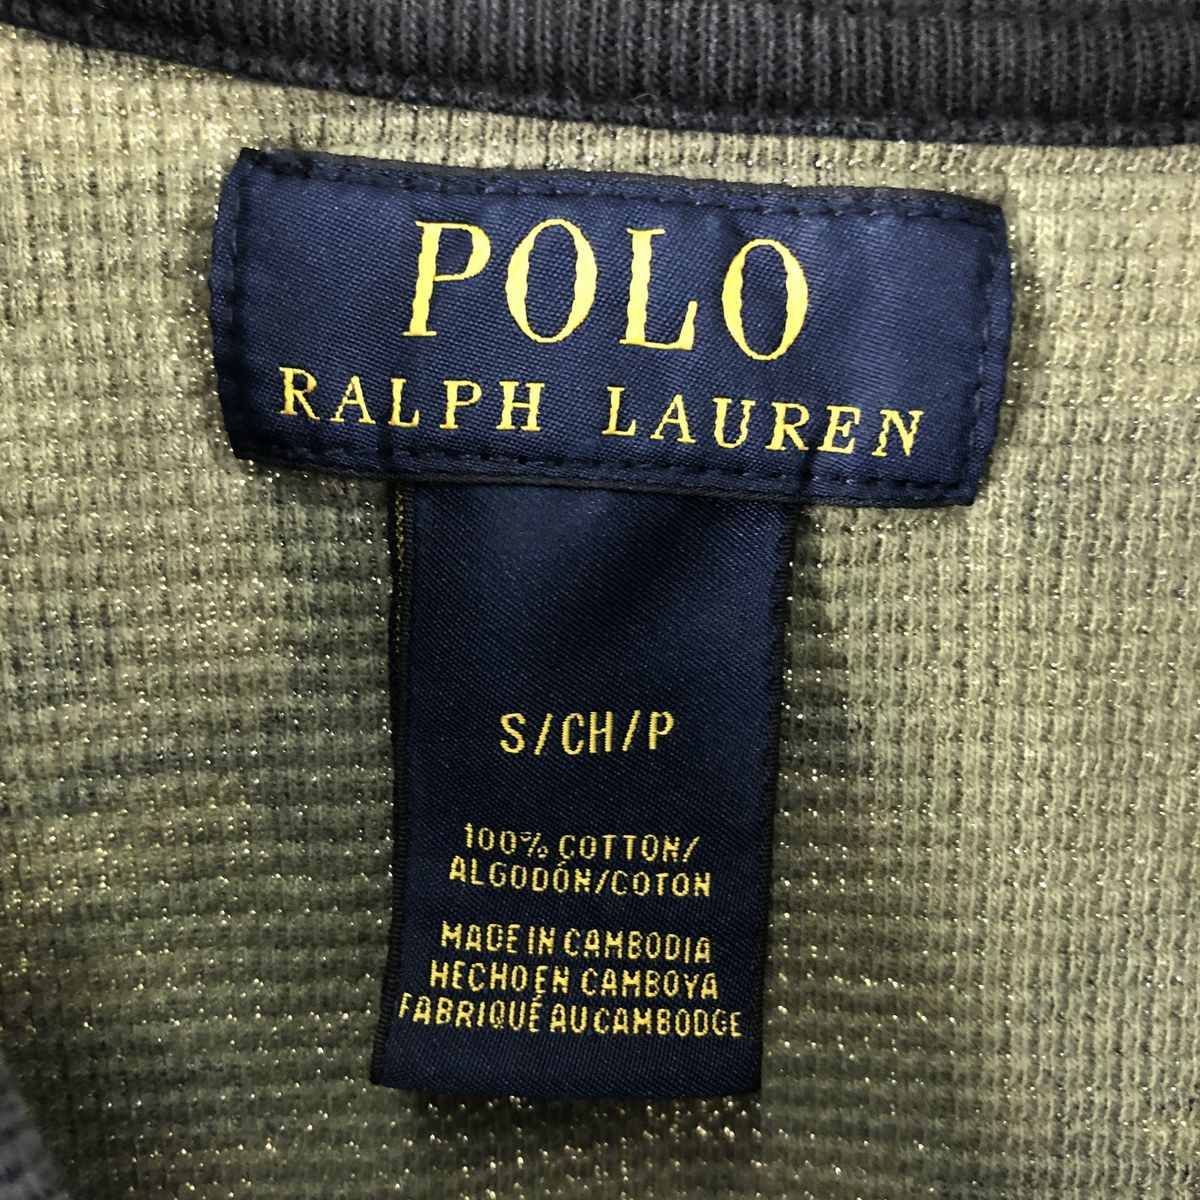 POLO
RALPH LAUREN
S/CH/P
100% COTTON/
ALGODÓN/COTON
MADE IN CAMBODIA
HECHO EN CAMBOYA
FABRIQUÉ AU CAMBODGE